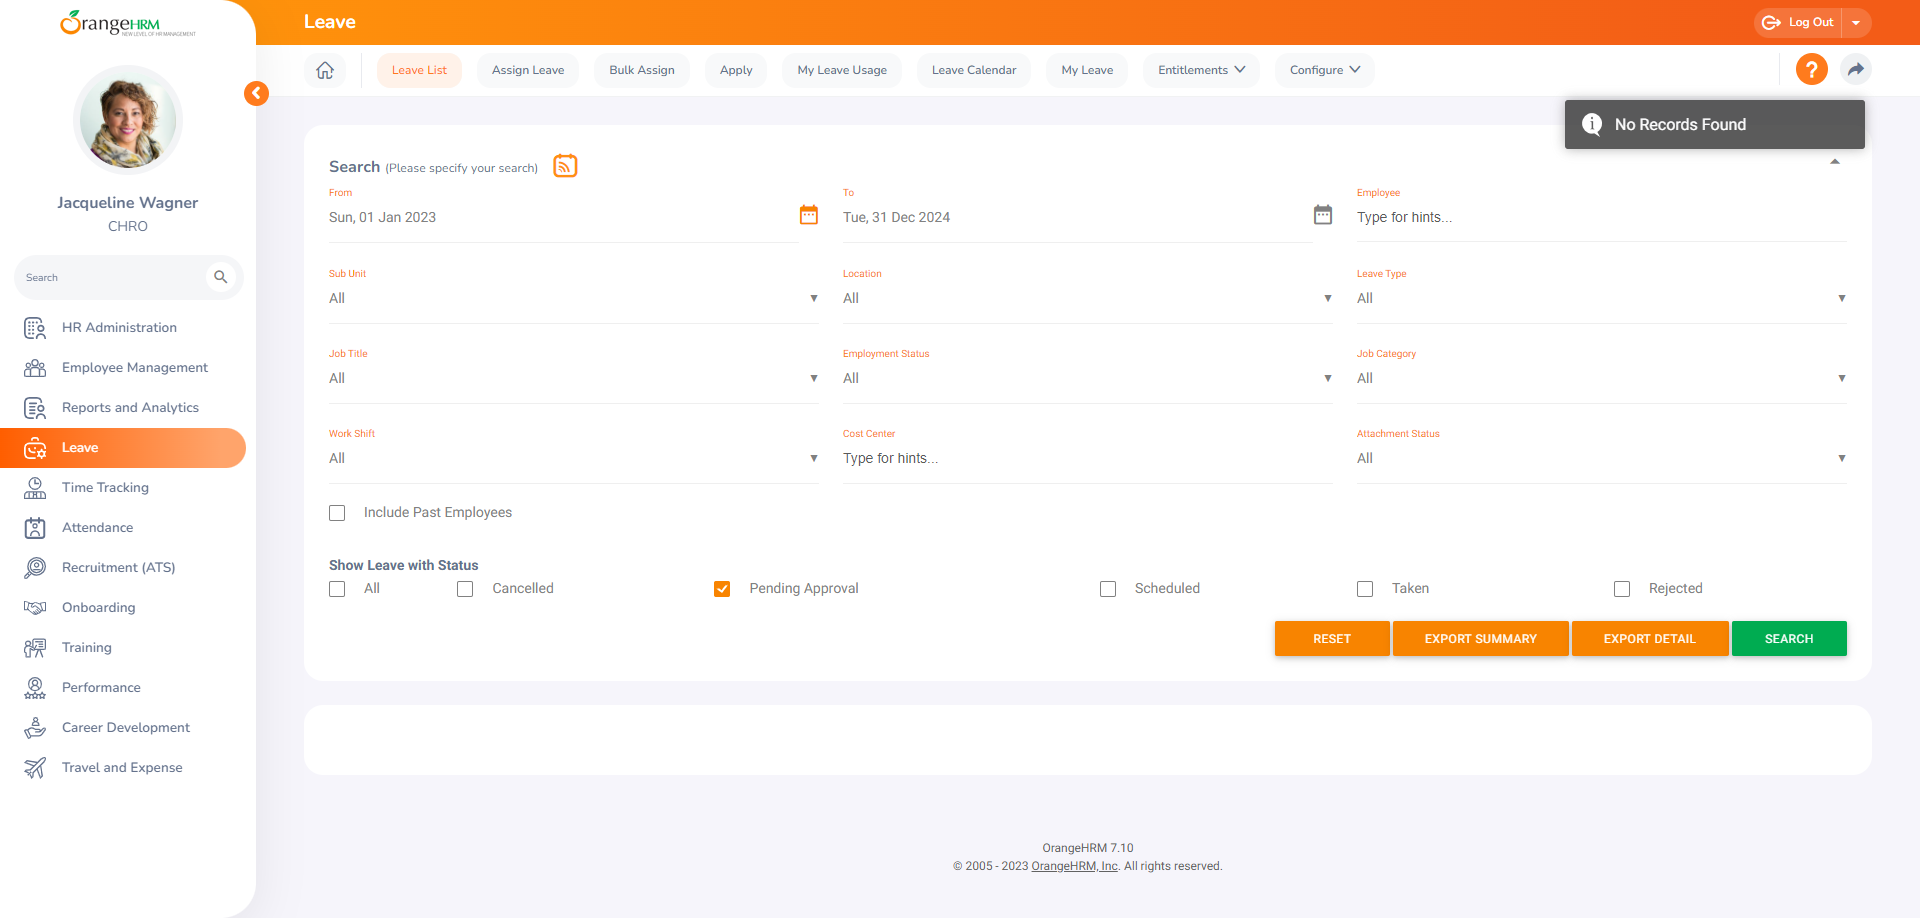 OrangeHRM
NEW LEVEL OF HR MANAGEMENT
Jacqueline Wagner
CHRO
Search
HR Administration
Employee Management
Reports and Analytics
Leave
Time Tracking
Attendance
Recruitment (ATS)
Onboarding
Training
Performance
Career Development
Travel and Expense
Leave
Log Out
Leave List
Assign Leave
Bulk Assign
Apply
My Leave Usage
Leave Calendar
My Leave
Entitlements
Configure
?
No Records Found
Search (Please specify your search)
From
Sun, 01 Jan 2023
To
Tue, 31 Dec 2024
Employee
Type for hints...
Sub Unit
All
Location
All
Leave Type
All
Job Title
All
Employment Status
All
Job Category
All
Work Shift
All
Cost Center
Type for hints...
Attachment Status
All
Include Past Employees
Show Leave with Status
All
Cancelled
Pending Approval
Scheduled
Taken
Rejected
RESET
EXPORT SUMMARY
EXPORT DETAIL
SEARCH
OrangeHRM 7.10
© 2005 - 2023 OrangeHRM, Inc. All rights reserved.